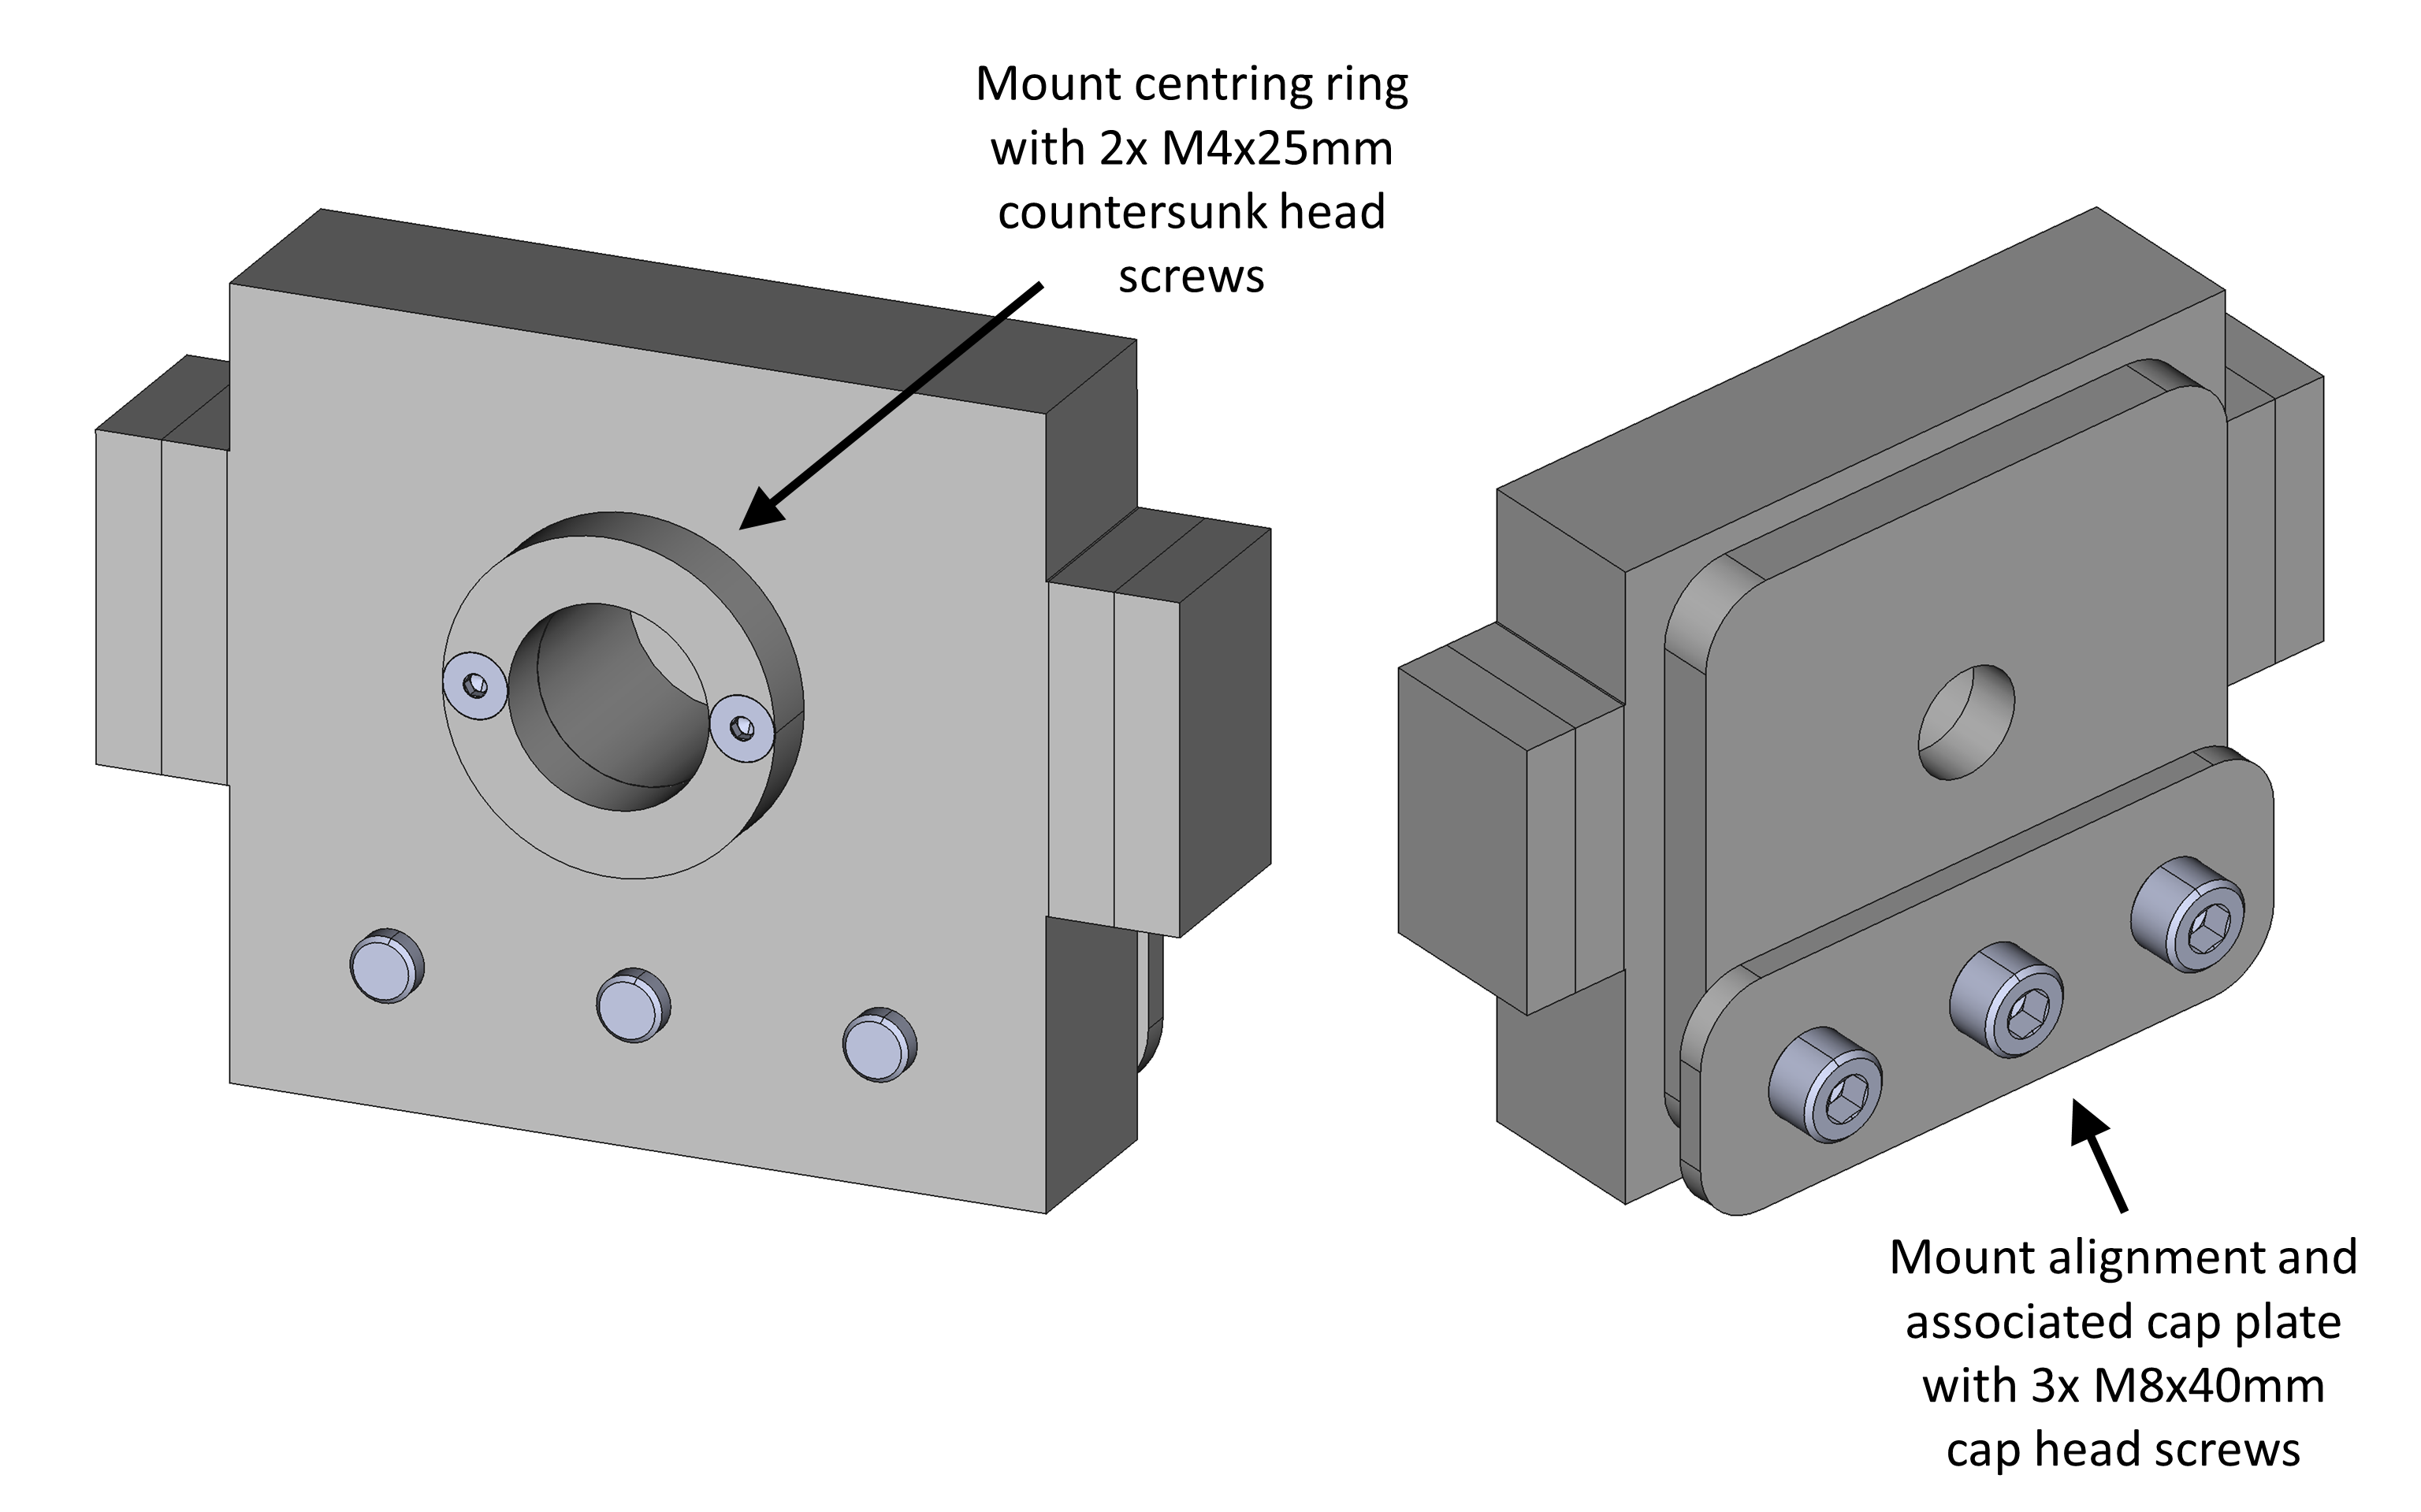 Mount centring ring
with 2x M4x25mm
countersunk head
screws
Mount alignment and
associated cap plate
with 3x M8x40mm
cap head screws